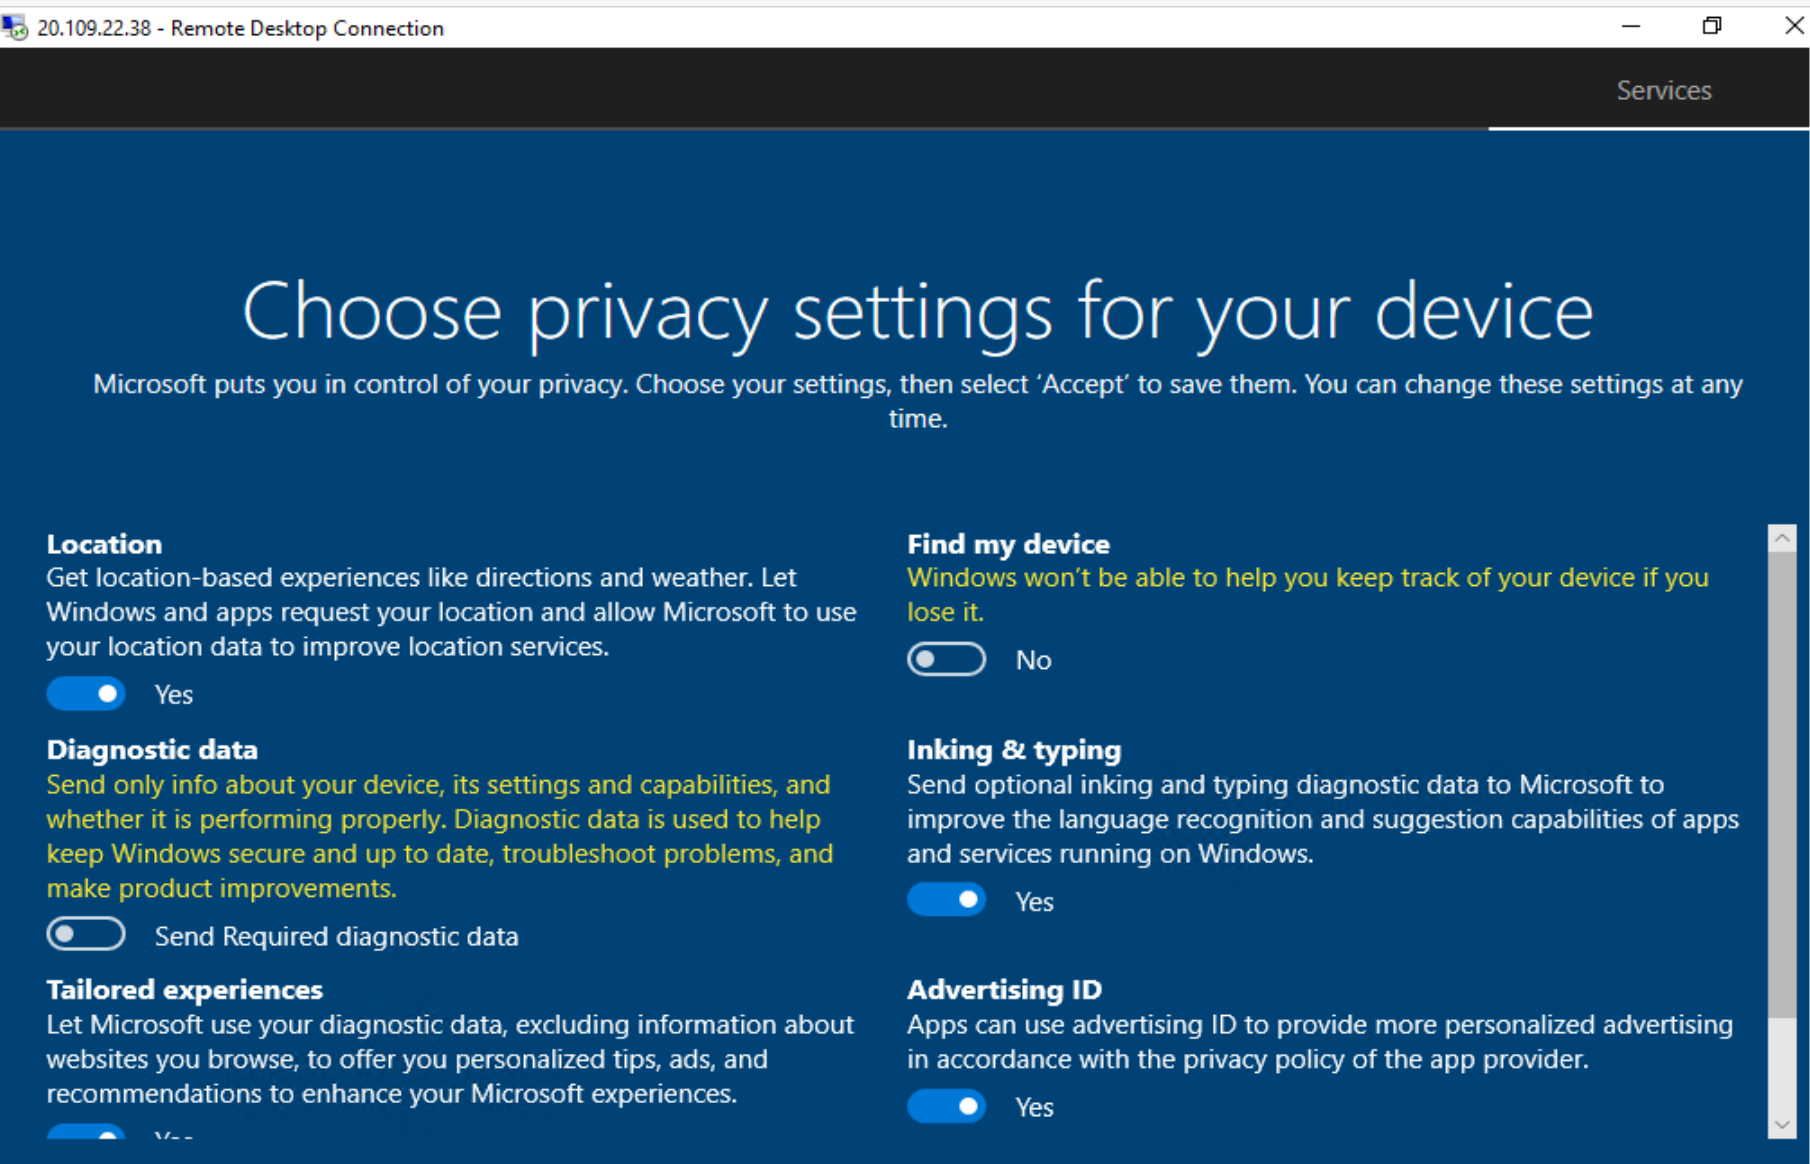 20.109.22.38 - Remote Desktop Connection
Services
Choose privacy settings for your device
Microsoft puts you in control of your privacy. Choose your settings, then select ‘Accept’ to save them. You can change these settings at any
time.
Location
Get location-based experiences like directions and weather. Let
Windows and apps request your location and allow Microsoft to use
your location data to improve location services.
Yes
Find my device
Windows won’t be able to help you keep track of your device if you
lose it.
No
Diagnostic data
Send only info about your device, its settings and capabilities, and
whether it is performing properly. Diagnostic data is used to help
keep Windows secure and up to date, troubleshoot problems, and
make product improvements.
Send Required diagnostic data
Inking & typing
Send optional inking and typing diagnostic data to Microsoft to
improve the language recognition and suggestion capabilities of apps
and services running on Windows.
Yes
Tailored experiences
Let Microsoft use your diagnostic data, excluding information about
websites you browse, to offer you personalized tips, ads, and
recommendations to enhance your Microsoft experiences.
Yes
Advertising ID
Apps can use advertising ID to provide more personalized advertising
in accordance with the privacy policy of the app provider.
Yes